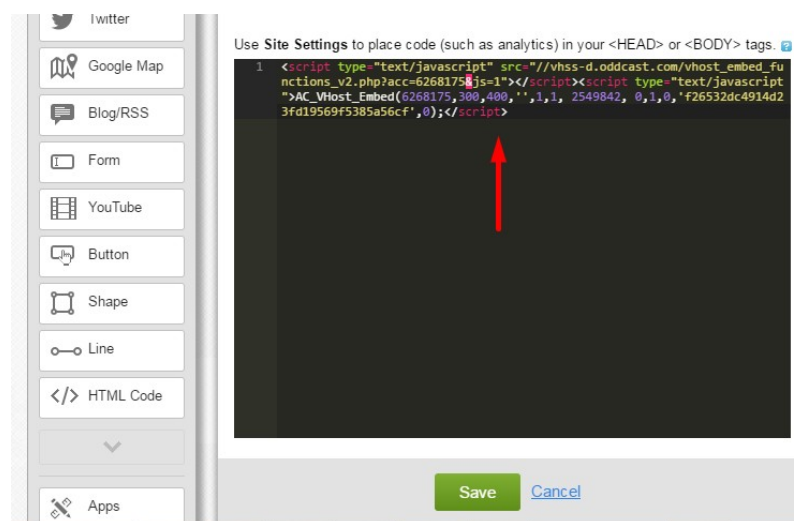 Twitter
Google Map
Blog/RSS
Form
YouTube
Button
Shape
Line
</> HTML Code
Apps
Use Site Settings to place code (such as analytics) in your <HEAD> or <BODY> tags. ?
1 <script type="text/javascript" src="//vhss-d.oddcast.com/vhost_embed_fu
nctions_v2.php?acc=6268175&js=1"></script><script type="text/javascript
">AC_VHost_Embed(6268175,300,400,'',1,1, 2549842, 0,1,0,'f26532dc4914d2
3fd19569f5385a56cf',0);</script>
Save Cancel